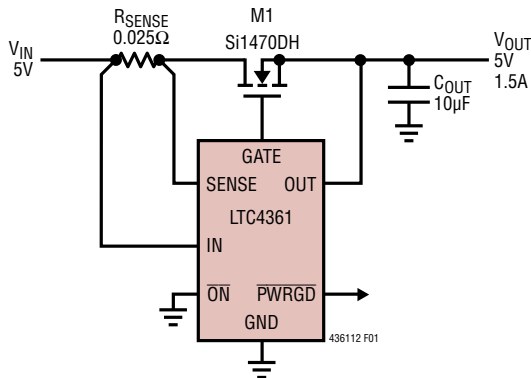 RSENSE
0.025Ω
M1
Si1470DH
VIN
5V
VOUT
5V
1.5A
COUT
10µF
GATE
SENSE
OUT
LTC4361
IN
ON
PWRGD
GND
436112 F01